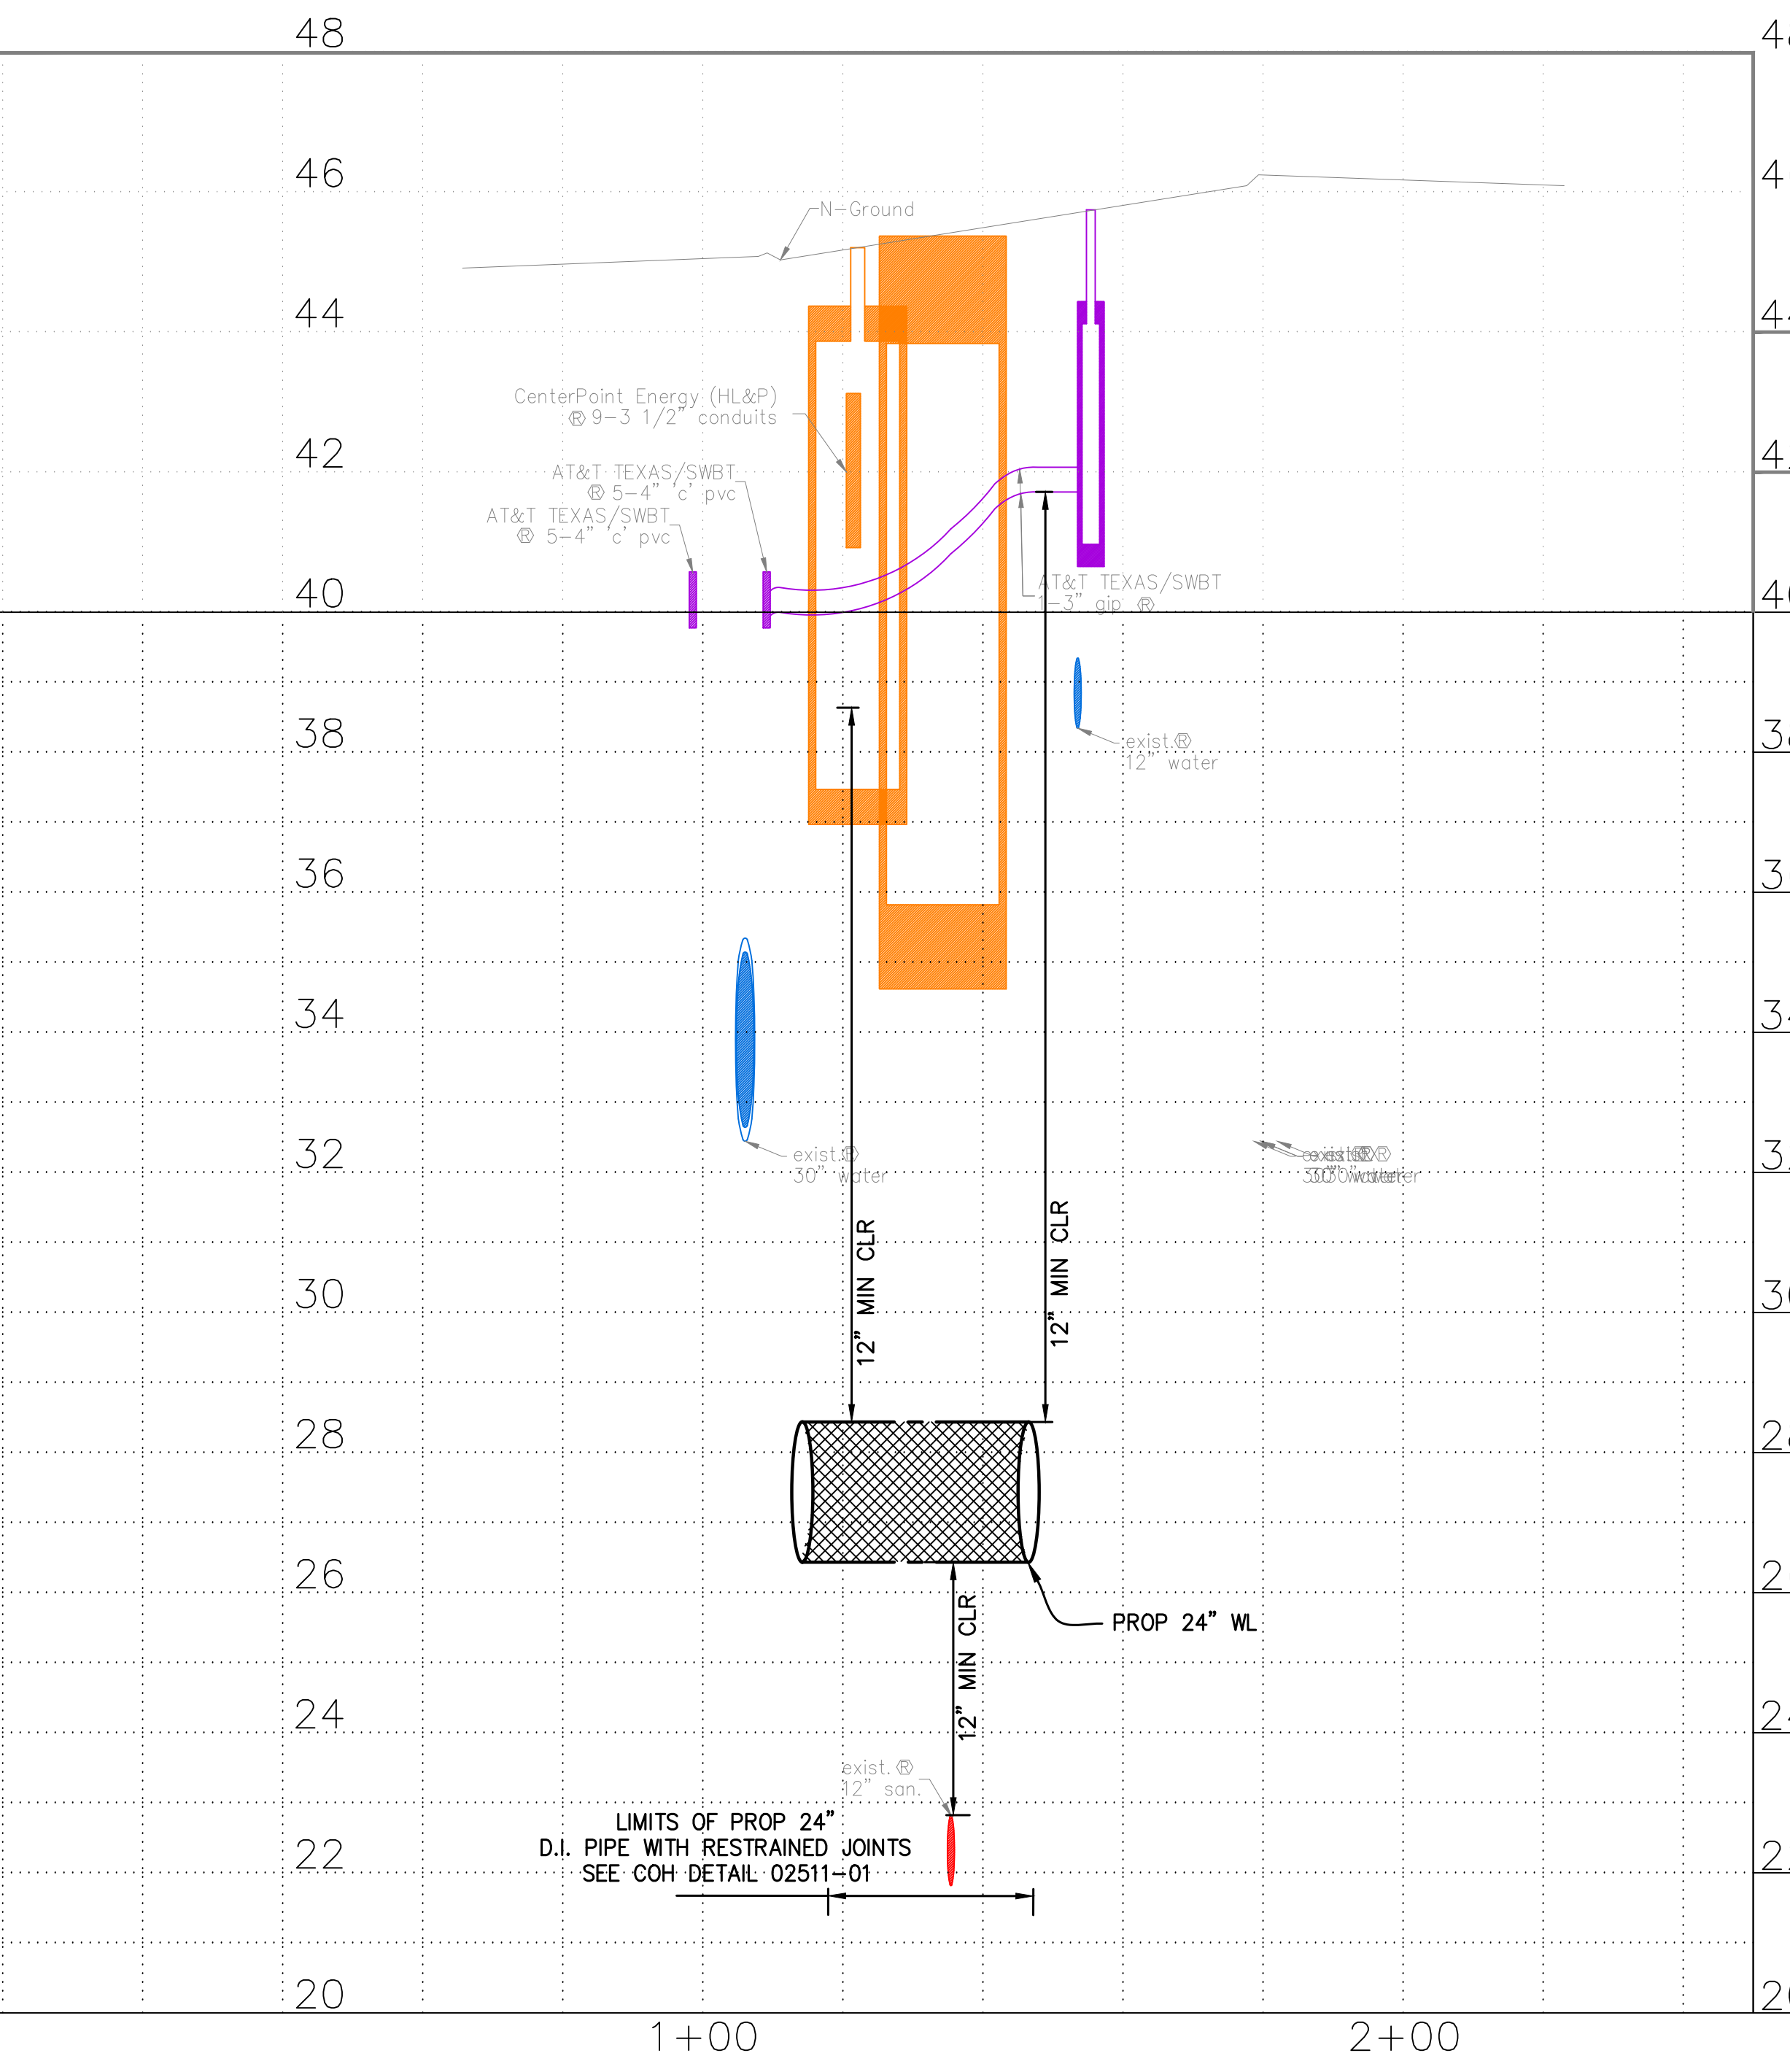 48
46
N-Ground
44
CenterPoint Energy (HL&P)
Ⓡ 9-3 1/2" conduits
42
AT&T TEXAS/SWBT
Ⓡ 5-4" 'c' pvc
AT&T TEXAS/SWBT
Ⓡ 5-4" 'c' pvc
AT&T TEXAS/SWBT
1-3" gip Ⓡ
40
38
exist.Ⓡ
12" water
36
34
exist.Ⓡ
30" water
32
12" MIN CLR
12" MIN CLR
30
28
26
PROP 24" WL
12" MIN CLR
24
exist. Ⓡ
12" san.
LIMITS OF PROP 24"
D.I. PIPE WITH RESTRAINED JOINTS
SEE COH DETAIL 02511-01
22
20
1+00
2+00